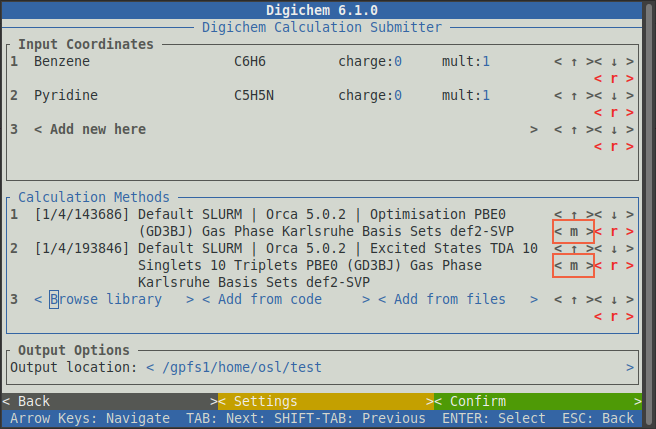 Digichem 6.1.0
Digichem Calculation Submitter
Input Coordinates
1 Benzene C6H6 charge:0 mult:1 < ↑ >< ↓ >
< r >
2 Pyridine C5H5N charge:0 mult:1 < ↑ >< ↓ >
< r >
3 < Add new here > < ↑ >< ↓ >
< r >
Calculation Methods
1 [1/4/143686] Default SLURM | Orca 5.0.2 | Optimisation PBE0 < ↑ >< ↓ >
(GD3BJ) Gas Phase Karlsruhe Basis Sets def2-SVP < m >< r >
2 [1/4/193846] Default SLURM | Orca 5.0.2 | Excited States TDA 10 < ↑ >< ↓ >
Singlets 10 Triplets PBE0 (GD3BJ) Gas Phase < m >< r >
Karlsruhe Basis Sets def2-SVP
3 < Browse library > < Add from code > < Add from files > < ↑ >< ↓ >
< r >
Output Options
Output location: < /gpfs1/home/osl/test >
< Back >< Settings >< Confirm >
Arrow Keys: Navigate TAB: Next: SHIFT-TAB: Previous ENTER: Select ESC: Back